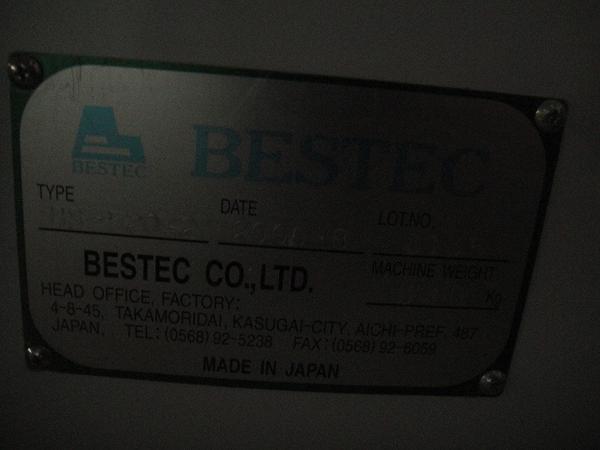 BESTEC
BESTEC
TYPE
DATE
LOT.NO.
BESTEC CO.,LTD.
MACHINE WEIGHT
Kg
HEAD OFFICE, FACTORY:
4-8-45, TAKAMORIDAI, KASUGAI-CITY, AICHI-PREF. 487
JAPAN. TEL:(0568)92-5238 FAX:(0568)92-6059
MADE IN JAPAN